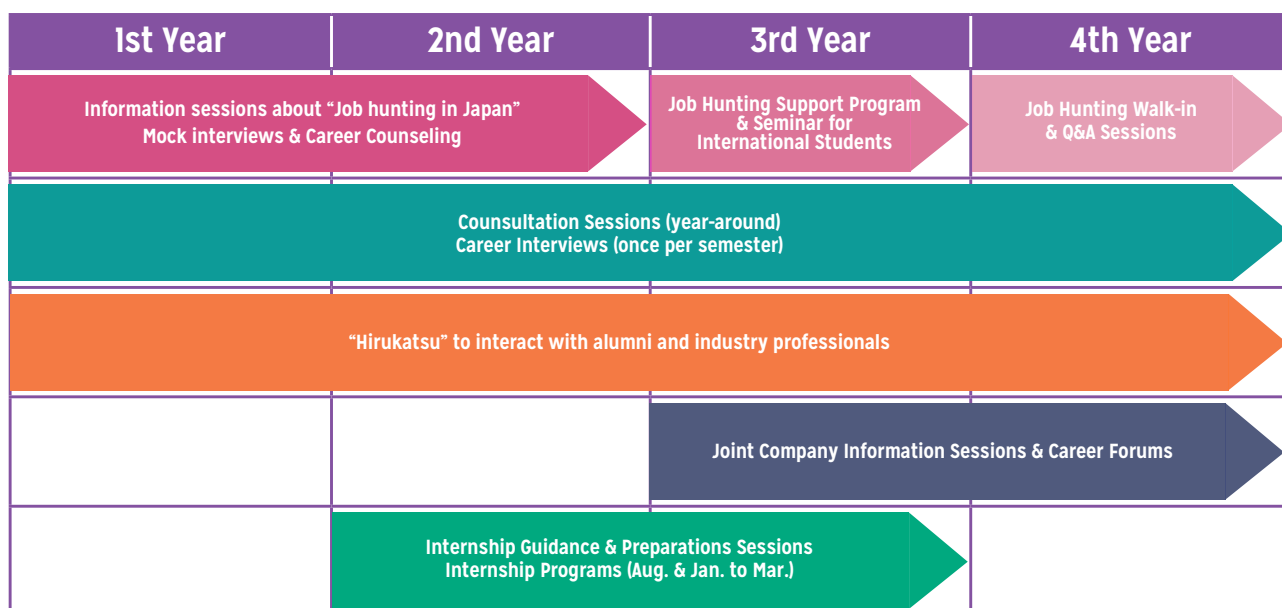 1st Year
2nd Year
3rd Year
4th Year
Information sessions about “Job hunting in Japan”
Mock interviews & Career Counseling
Job Hunting Support Program
& Seminar for
International Students
Job Hunting Walk-in
& Q&A Sessions
Counsultation Sessions (year-around)
Career Interviews (once per semester)
“Hirukatsu” to interact with alumni and industry professionals
Joint Company Information Sessions & Career Forums
Internship Guidance & Preparations Sessions
Internship Programs (Aug. & Jan. to Mar.)